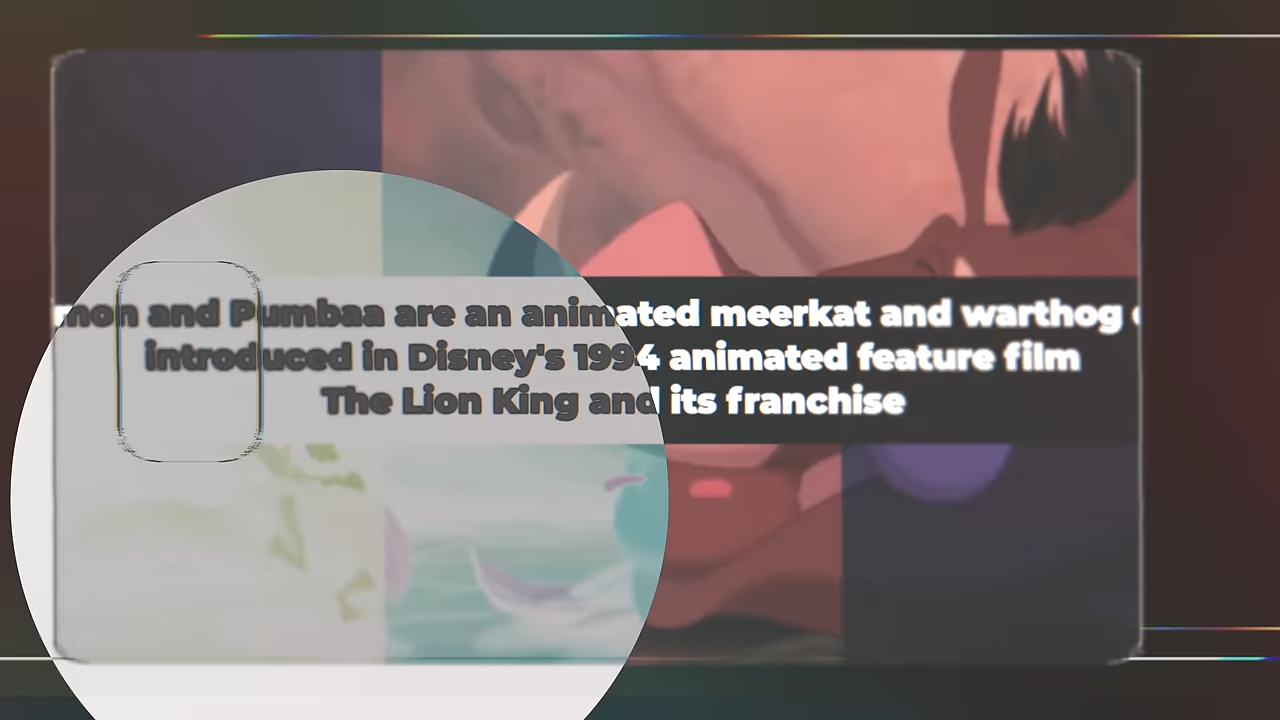 mon and Pumbaa are an animated meerkat and warthog
introduced in Disney's 1994 animated feature film
The Lion King and its franchise